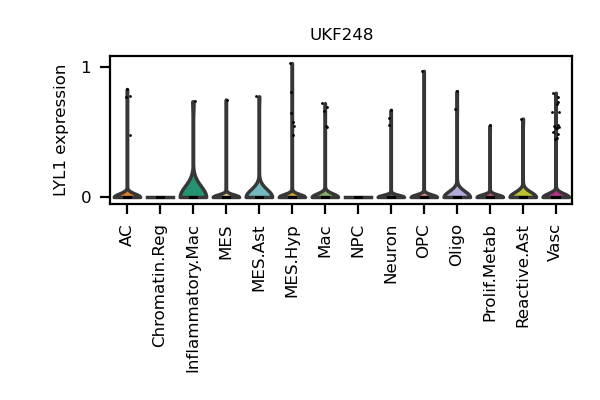 UKF248
LYL1 expression
1
0
AC
Chromatin.Reg
Inflammatory.Mac
MES
MES.Ast
MES.Hyp
Mac
NPC
Neuron
OPC
Oligo
Prolif.Metab
Reactive.Ast
Vasc